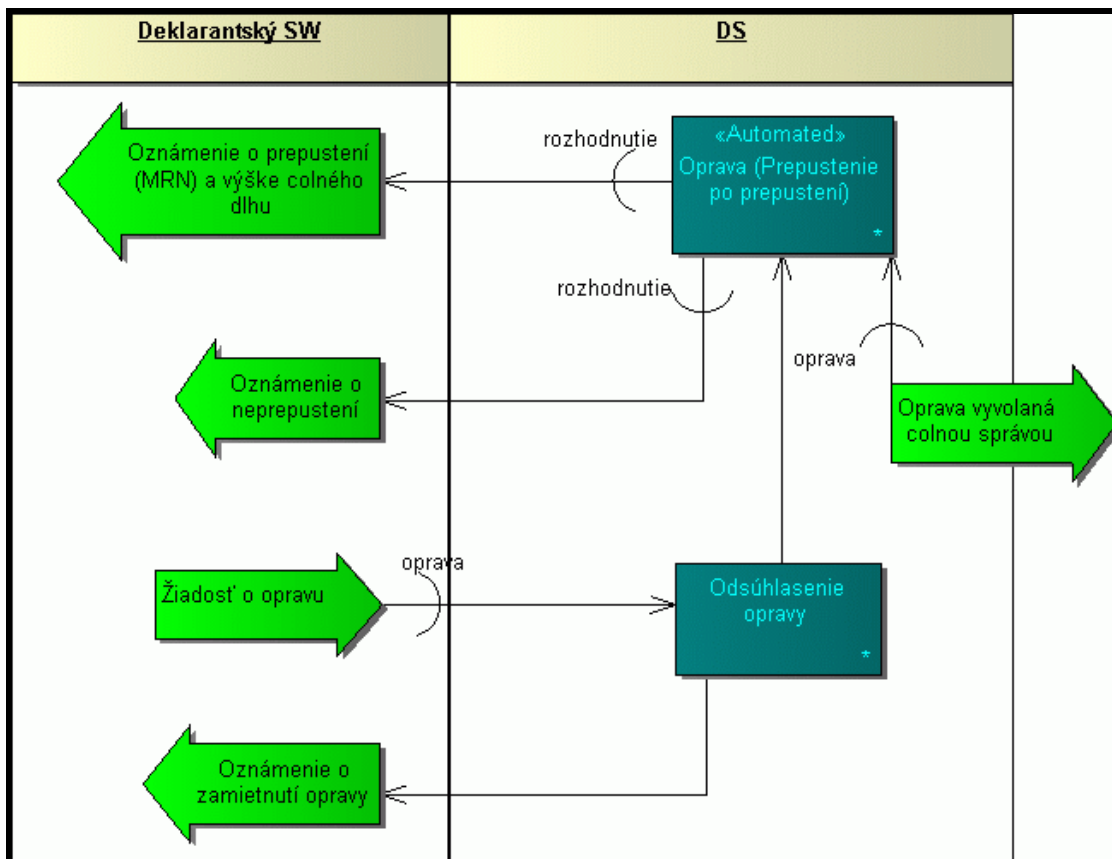 Deklarantský SW
DS
Oznámenie o prepustení
(MRN) a výške colného
dlhu
rozhodnutie
«Automated»
Oprava (Prepustenie
po prepustení)
*
rozhodnutie
Oznámenie o
neprepustení
oprava
Oprava vyvolaná
colnou správou
Žiadosť o opravu
oprava
Odsúhlasenie
opravy
*
Oznámenie o
zamietnutí opravy